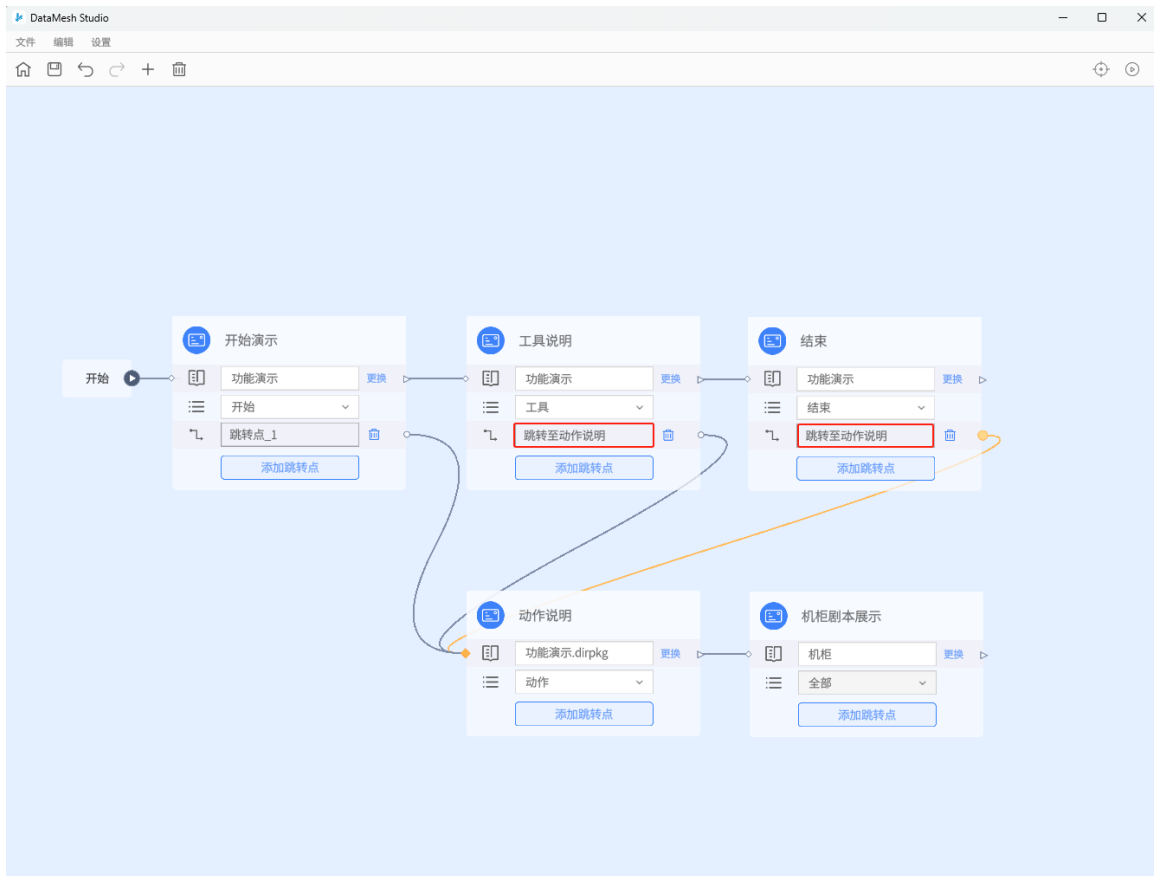 DataMesh Studio
文件 编辑 设置
开始
开始演示
功能演示 更换
开始
跳转点_1
添加跳转点
工具说明
功能演示 更换
工具
跳转至动作说明
添加跳转点
结束
功能演示 更换
结束
跳转至动作说明
添加跳转点
动作说明
功能演示.dirpkg 更换
动作
添加跳转点
机柜剧本展示
机柜 更换
全部
添加跳转点